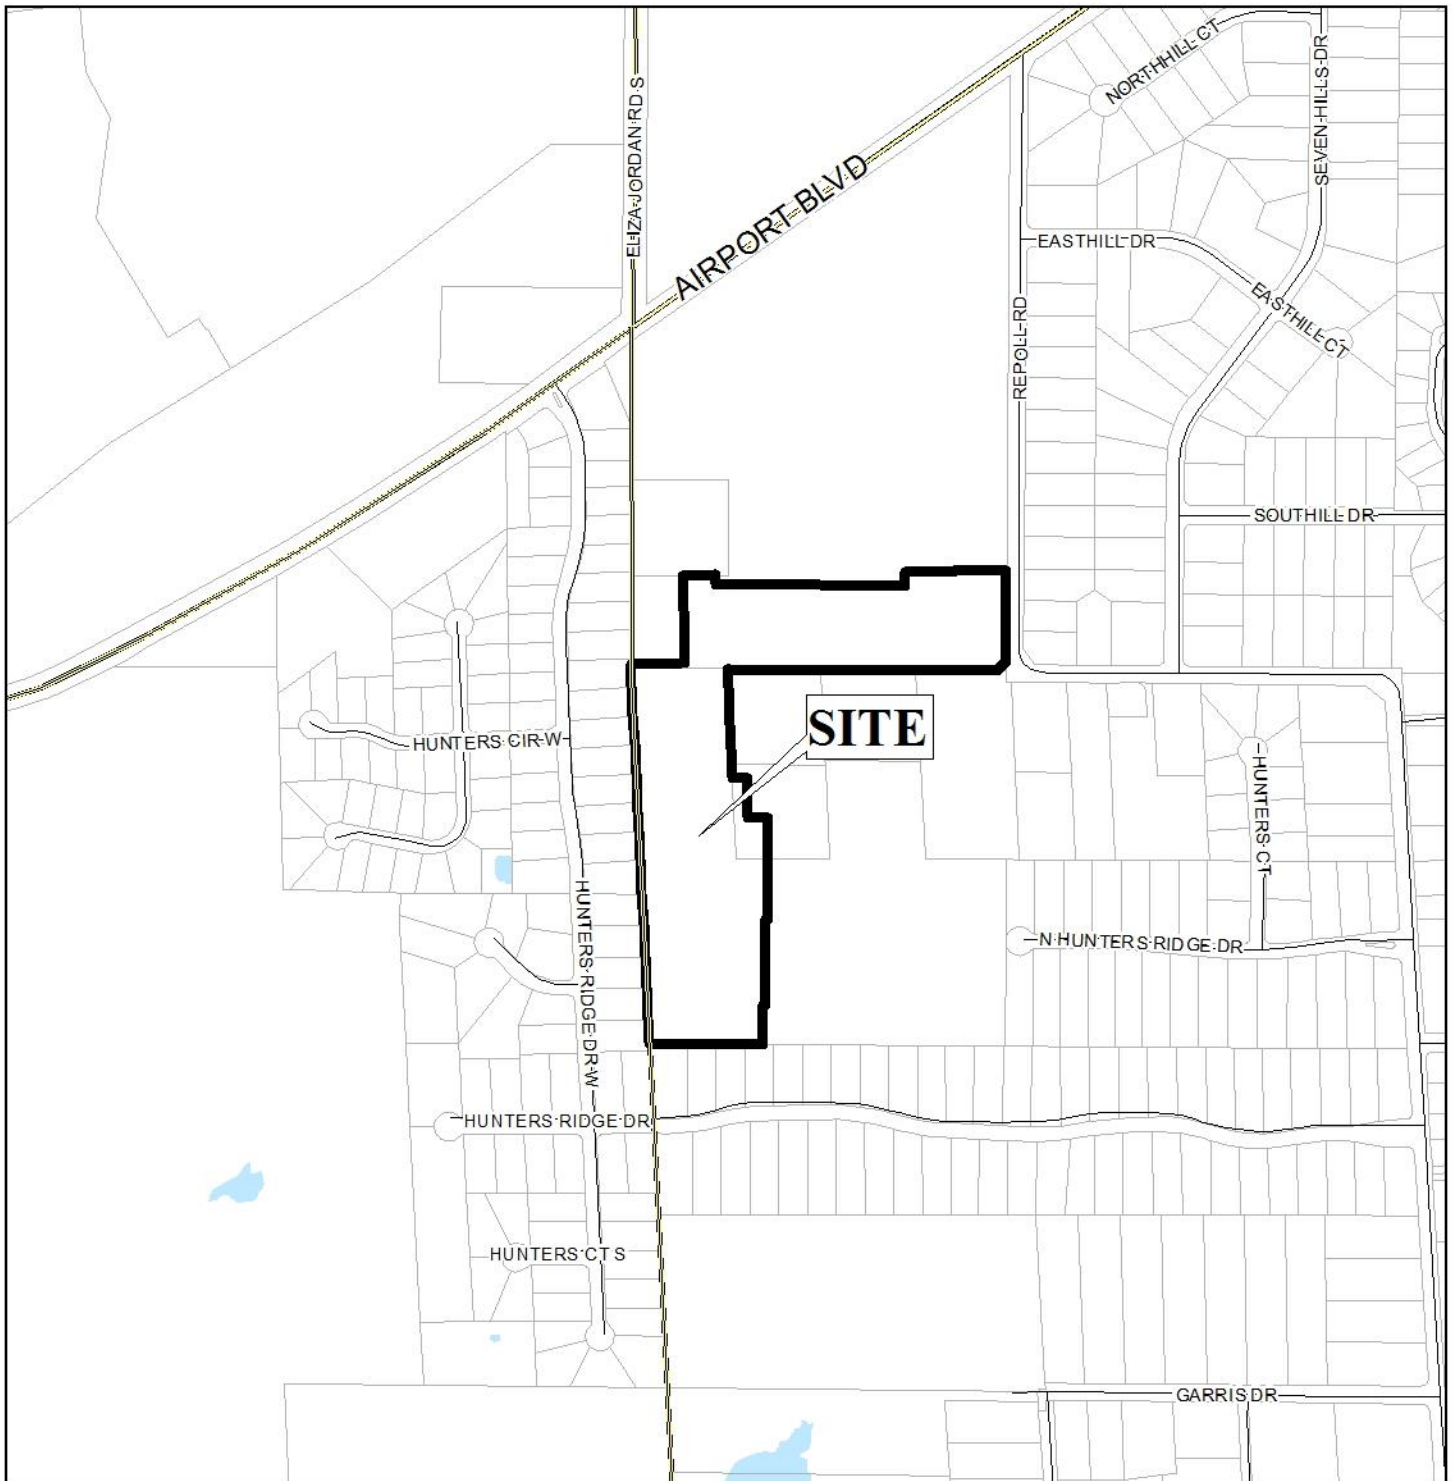 NORTHHILL CT
SEVEN HILLS DR
ELIZA JORDAN RD S
AIRPORT BLVD
EASTHILL DR
EASTHILL CT
REPOLL RD
SOUTHILL DR
SITE
HUNTERS CIR W
HUNTERS CT
HUNTERS RIDGE DR W
N HUNTERS RIDGE DR
HUNTERS RIDGE DR
HUNTERS CT S
GARRIS DR